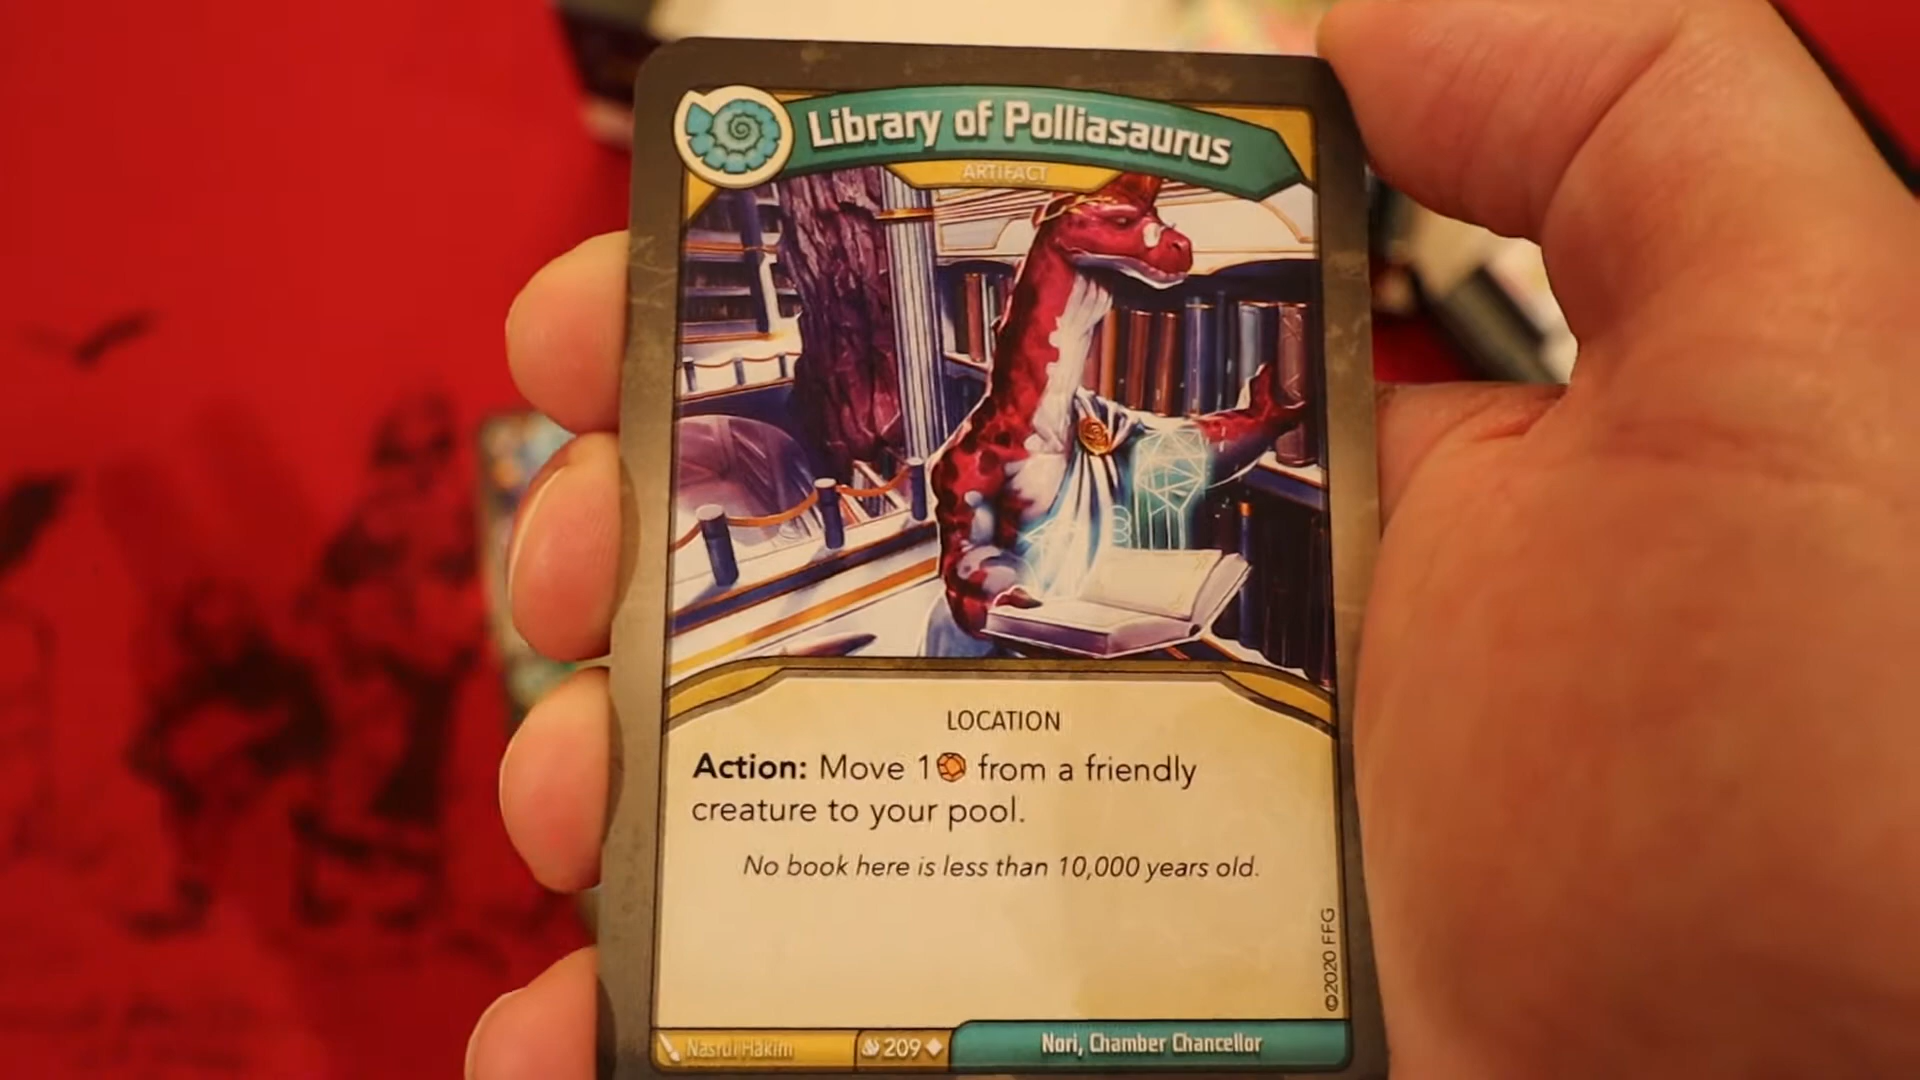 Library of Polliasaurus
ARTIFACT
LOCATION
Action: Move 1 from a friendly
creature to your pool.
No book here is less than 10,000 years old.
©2020 FFG
Nasrul Hakim
209
Nori, Chamber Chancellor